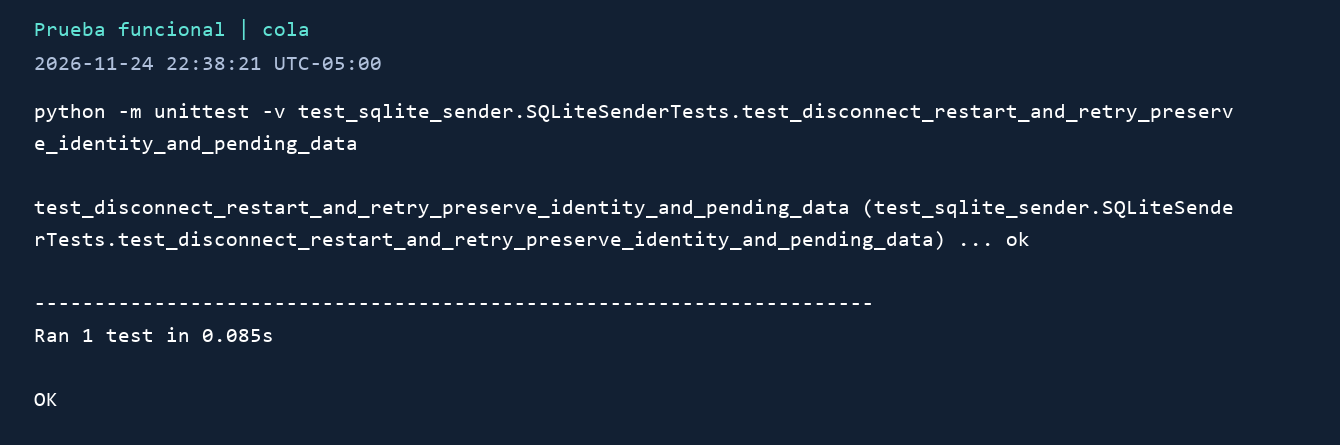 Prueba funcional | cola
2026-11-24 22:38:21 UTC-05:00
python -m unittest -v test_sqlite_sender.SQLiteSenderTests.test_disconnect_restart_and_retry_preserv
e_identity_and_pending_data
test_disconnect_restart_and_retry_preserve_identity_and_pending_data (test_sqlite_sender.SQLiteSende
rTests.test_disconnect_restart_and_retry_preserve_identity_and_pending_data) ... ok
----------------------------------------------------------------------
Ran 1 test in 0.085s
OK